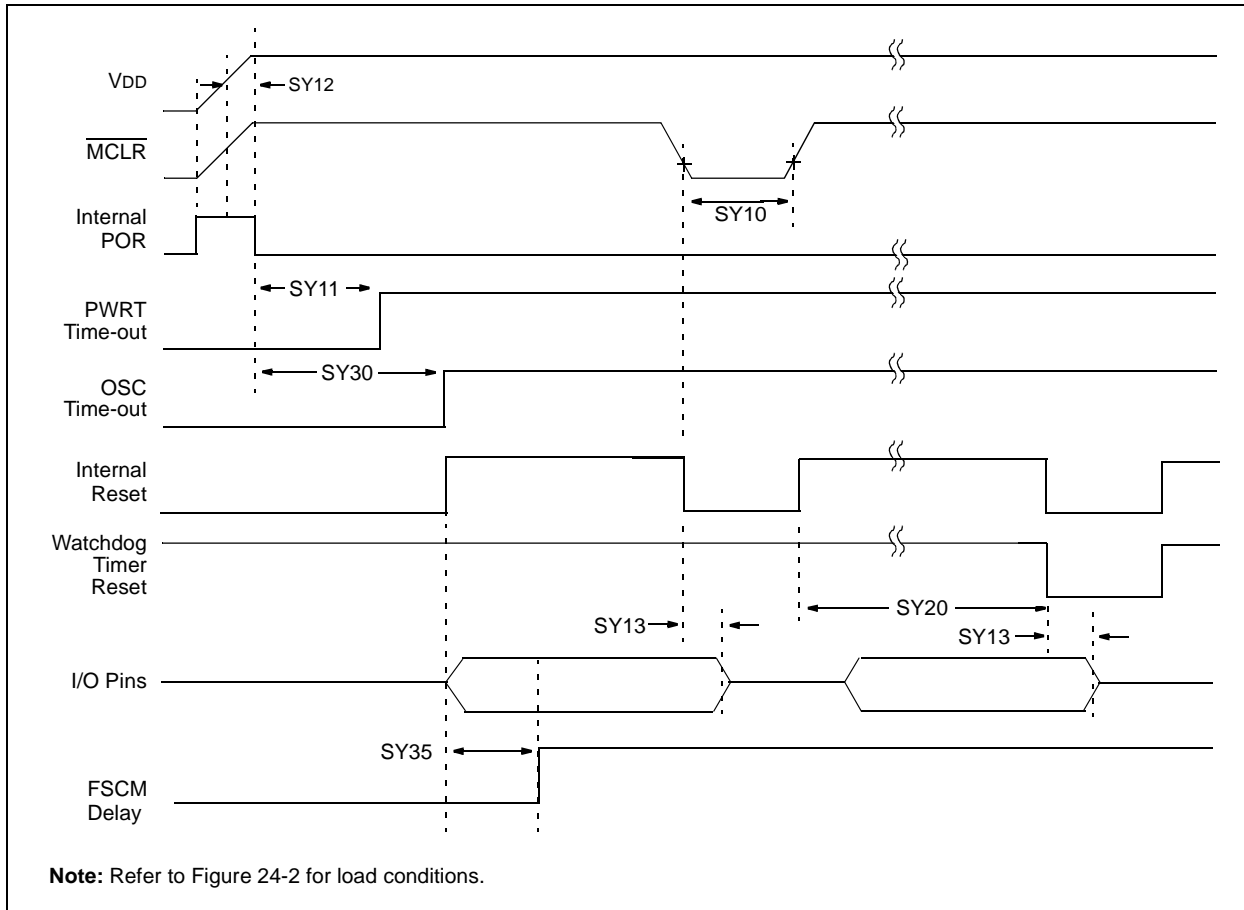 VDD
SY12
MCLR
SY10
Internal
POR
SY11
PWRT
Time-out
SY30
OSC
Time-out
Internal
Reset
Watchdog
Timer
Reset
SY20
SY13
SY13
I/O Pins
SY35
FSCM
Delay
Note: Refer to Figure 24-2 for load conditions.